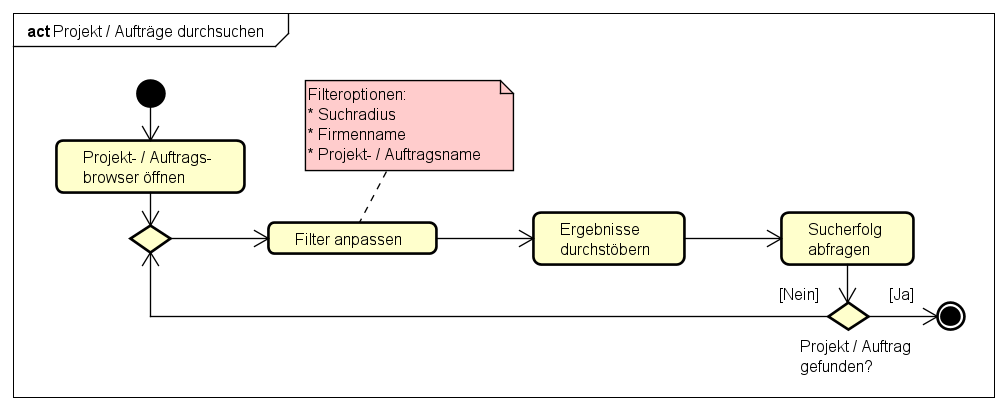 act Projekt / Aufträge durchsuchen
Filteroptionen:
* Suchradius
* Firmenname
* Projekt- / Auftragsname
Projekt- / Auftrags-
browser öffnen
Filter anpassen
Ergebnisse
durchstöbern
Sucherfolg
abfragen
[Nein]
[Ja]
Projekt / Auftrag
gefunden?